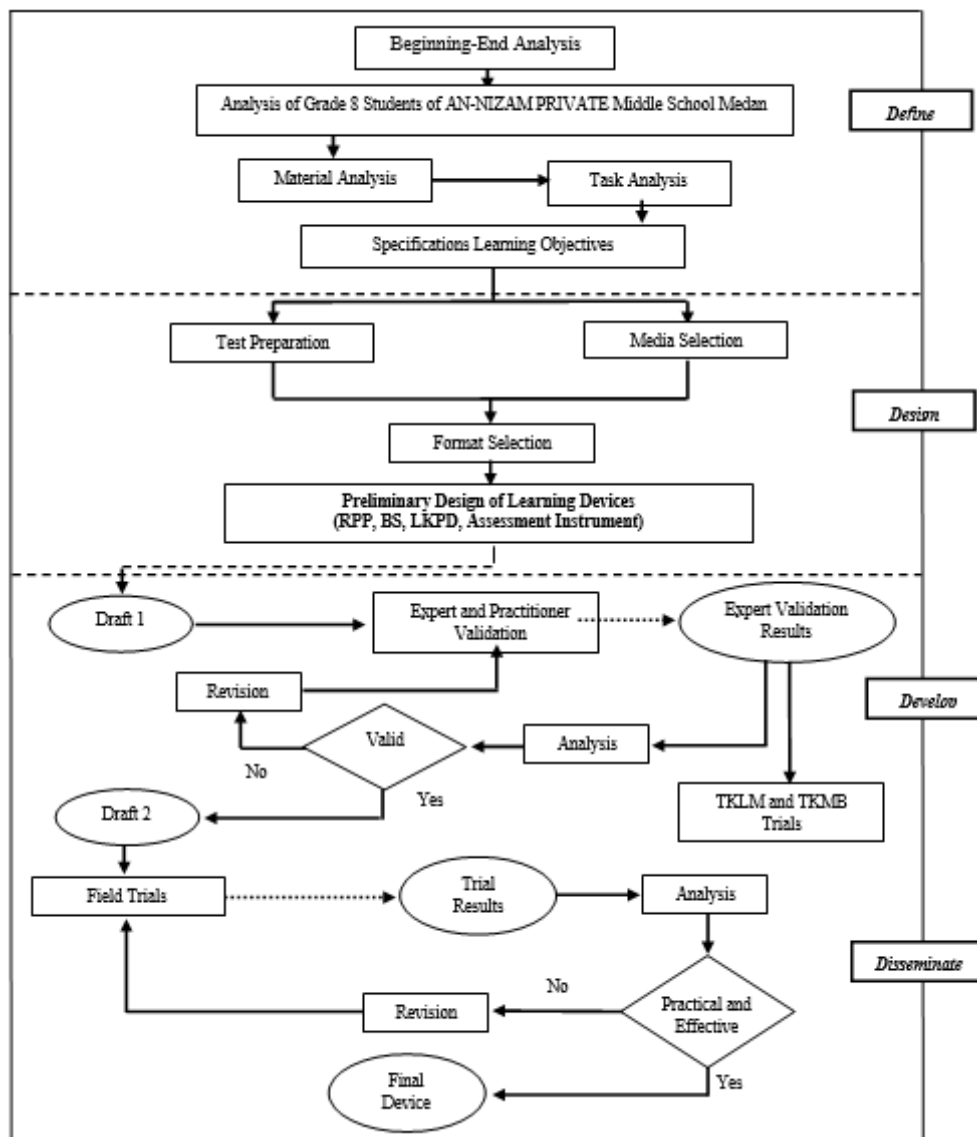 Beginning-End Analysis
Analysis of Grade 8 Students of AN-NIZAM PRIVATE Middle School Medan
Define
Material Analysis
Task Analysis
Specifications Learning Objectives
Test Preparation
Media Selection
Design
Format Selection
Preliminary Design of Learning Devices
(RPP, BS, LKPD, Assessment Instrument)
Draft 1
Expert and Practitioner
Validation
Expert Validation
Results
Revision
Develop
Valid
Analysis
No
Yes
Draft 2
TKLM and TKMB
Trials
Field Trials
Trial
Results
Analysis
Disseminate
No
Revision
Practical and
Effective
Yes
Final
Device